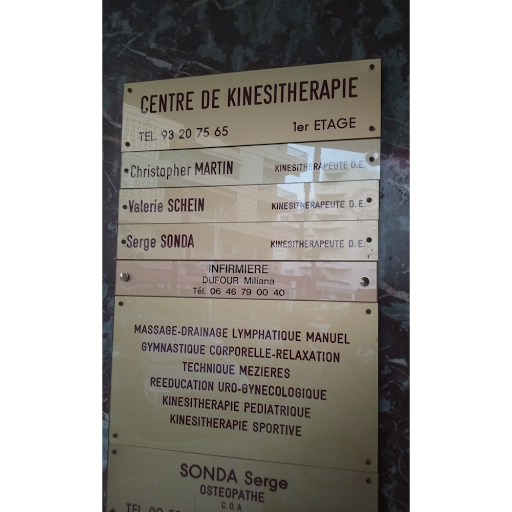 CENTRE DE KINESITHERAPIE
TEL 93 20 75 65 1er ETAGE
Christopher MARTIN KINESITHERAPEUTE D.E
Valerie SCHEIN KINESITHERAPEUTE D.E.
Serge SONDA KINESITHERAPEUTE D.E
INFIRMIERE
DUFOUR Miliana
Tél. 06 46 79 00 40
MASSAGE-DRAINAGE LYMPHATIQUE MANUEL
GYMNASTIQUE CORPORELLE-RELAXATION
TECHNIQUE MEZIERES
REEDUCATION URO-GYNECOLOGIQUE
KINESITHERAPIE PEDIATRIQUE
KINESITHERAPIE SPORTIVE
SONDA Serge
OSTEOPATHE
C.O.A
TEL